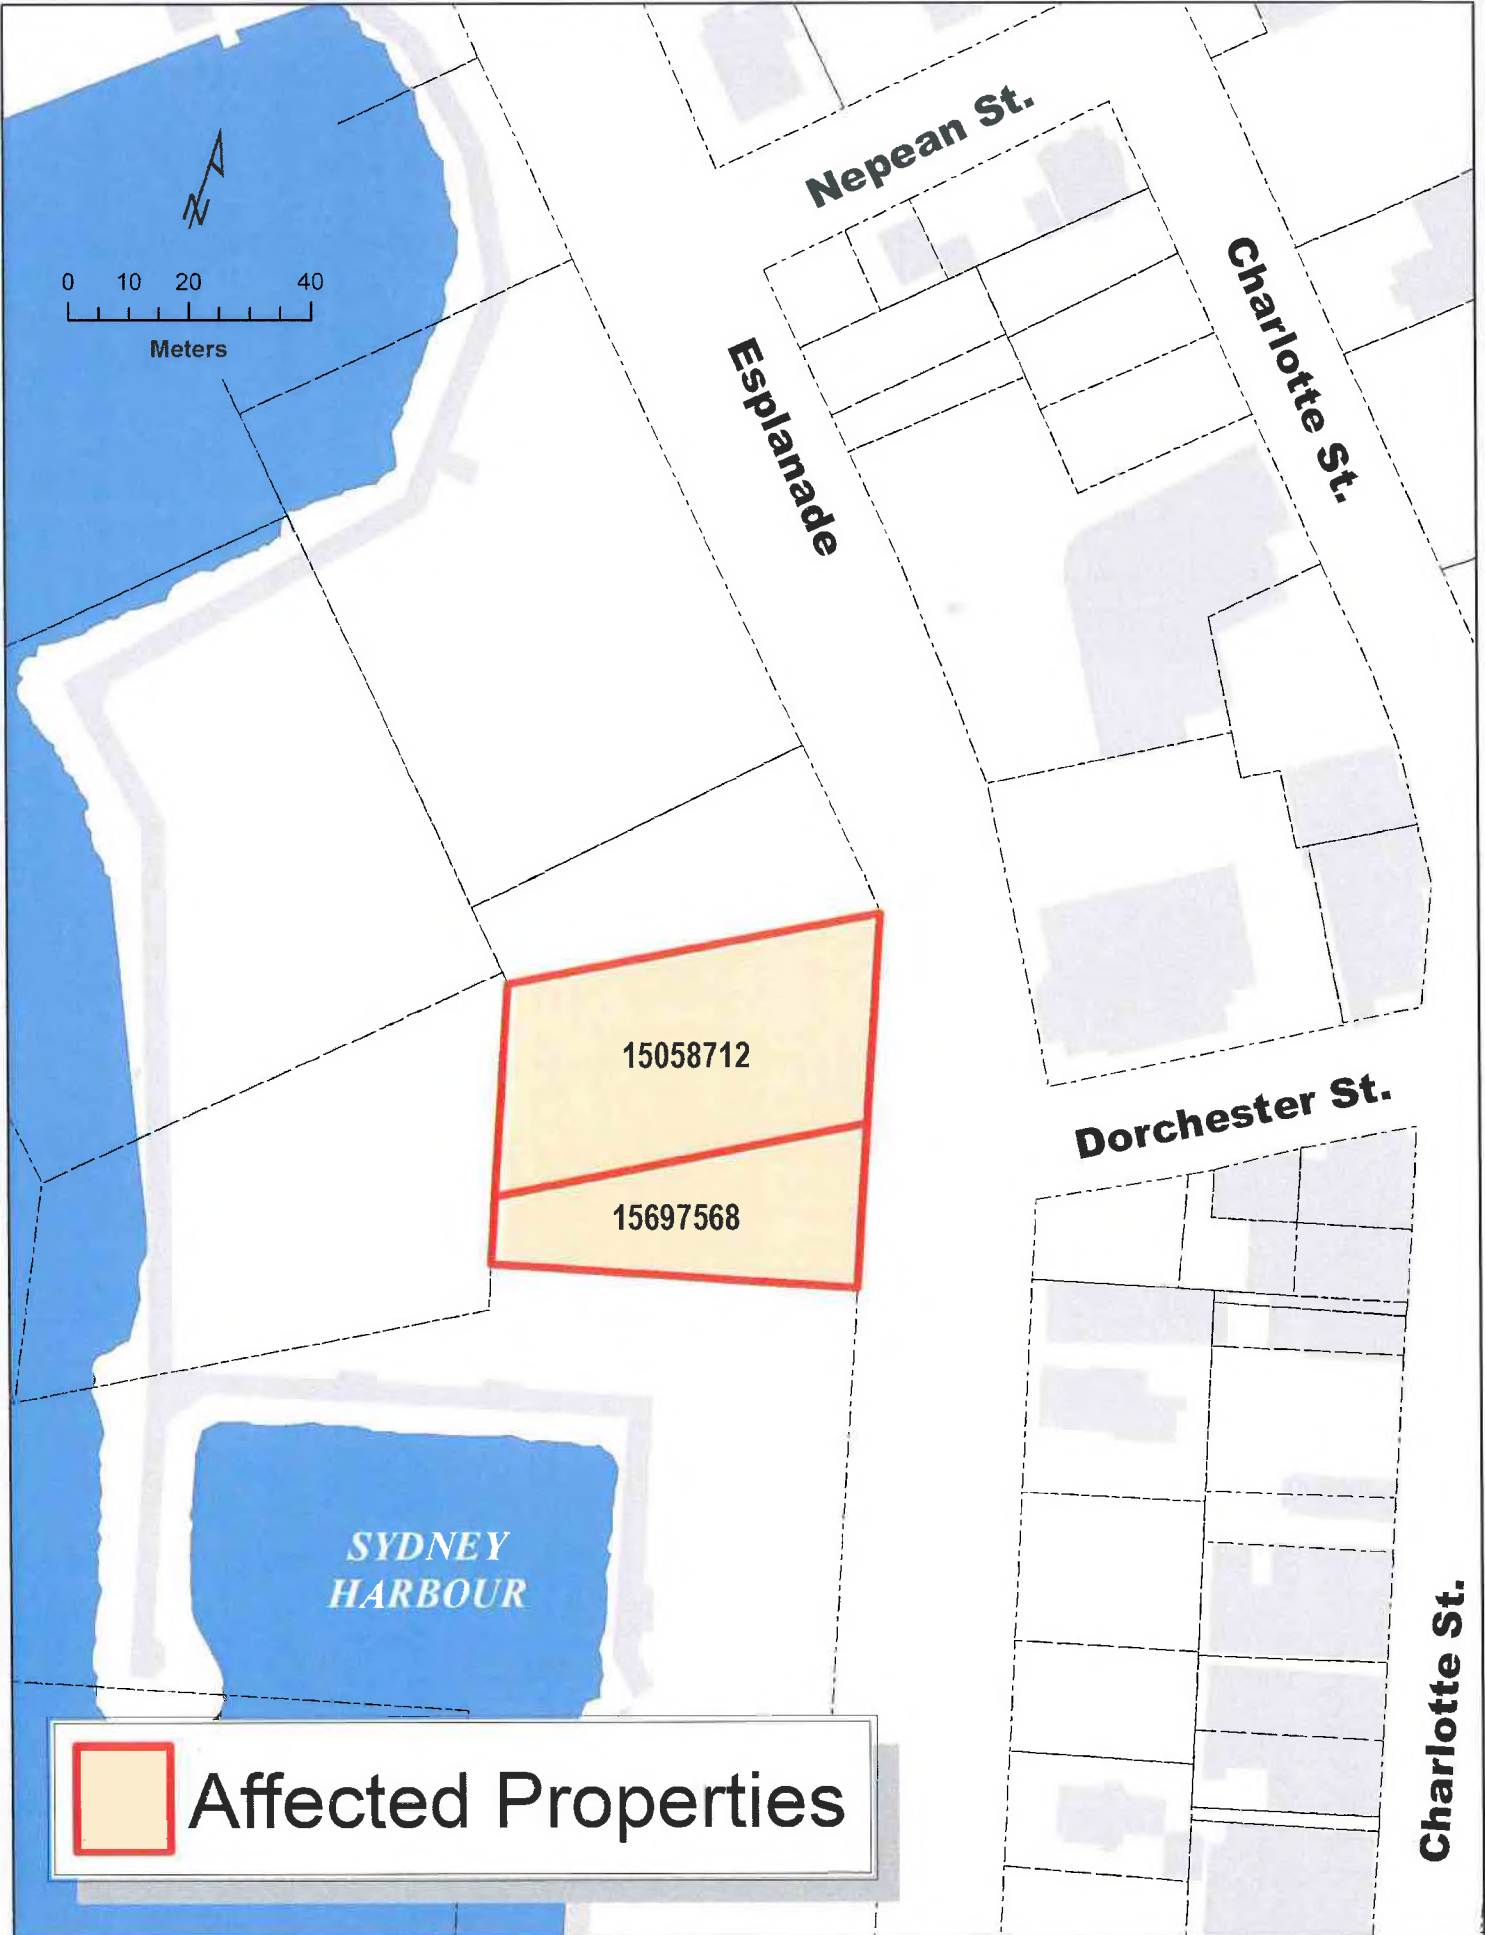 Nepean St.
N
0 10 20 40
Meters
Charlotte St.
Esplanade
15058712
Dorchester St.
15697568
SYDNEY
HARBOUR
Charlotte St.
Affected Properties